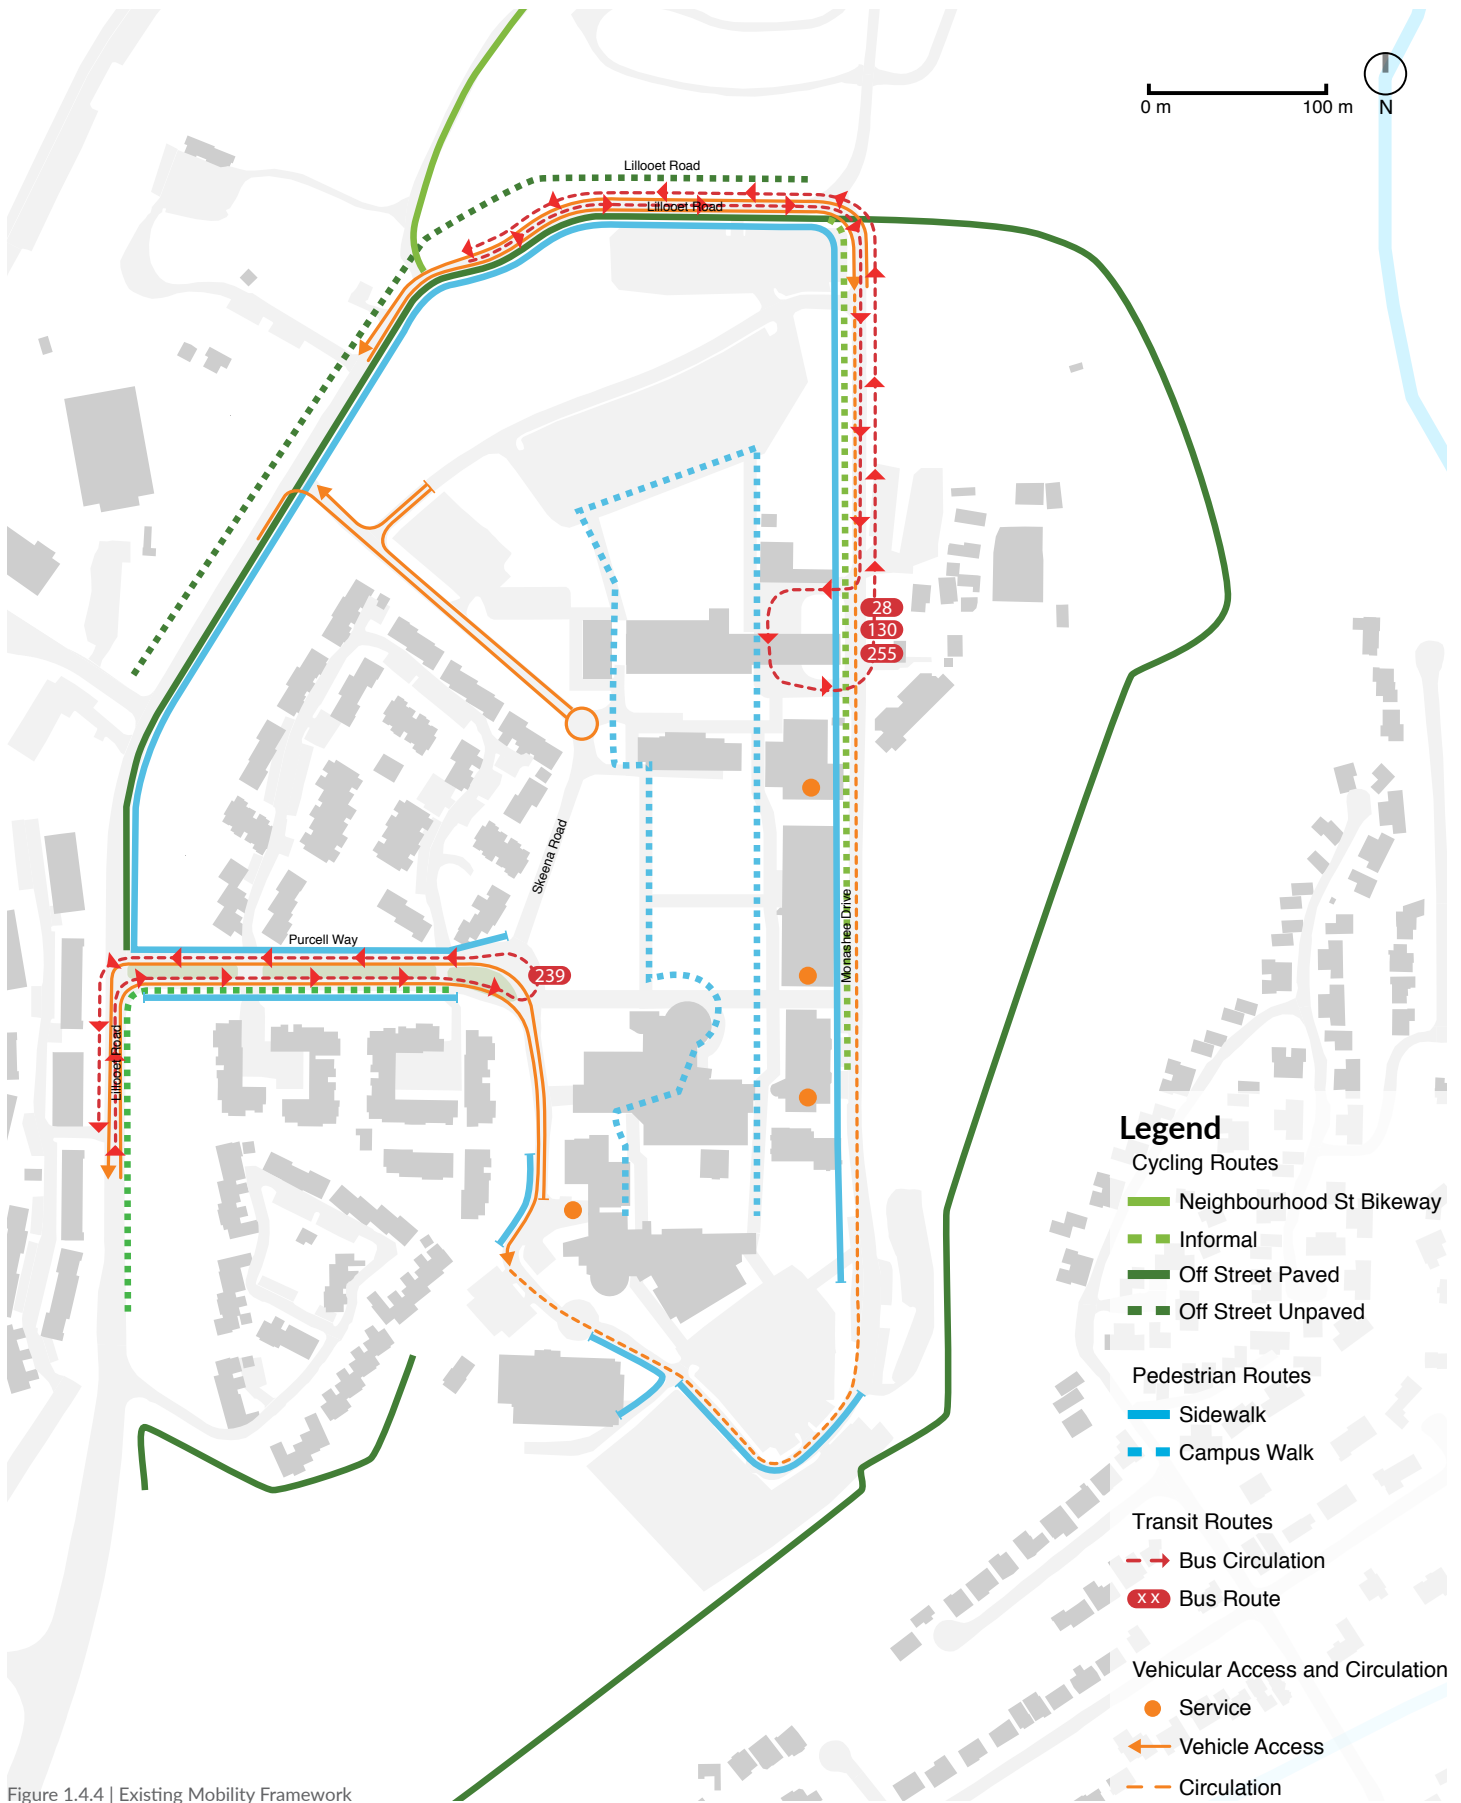 0 m 100 m N
Lillooet Road
Lillooet Road
28
130
255
Skeena Road
Monashee Drive
Purcell Way
239
Lillooet Road
Legend
Cycling Routes
Neighbourhood St Bikeway
Informal
Off Street Paved
Off Street Unpaved
Pedestrian Routes
Sidewalk
Campus Walk
Transit Routes
Bus Circulation
X X Bus Route
Vehicular Access and Circulation
Service
Vehicle Access
Circulation
Figure 1.4.4 | Existing Mobility Framework